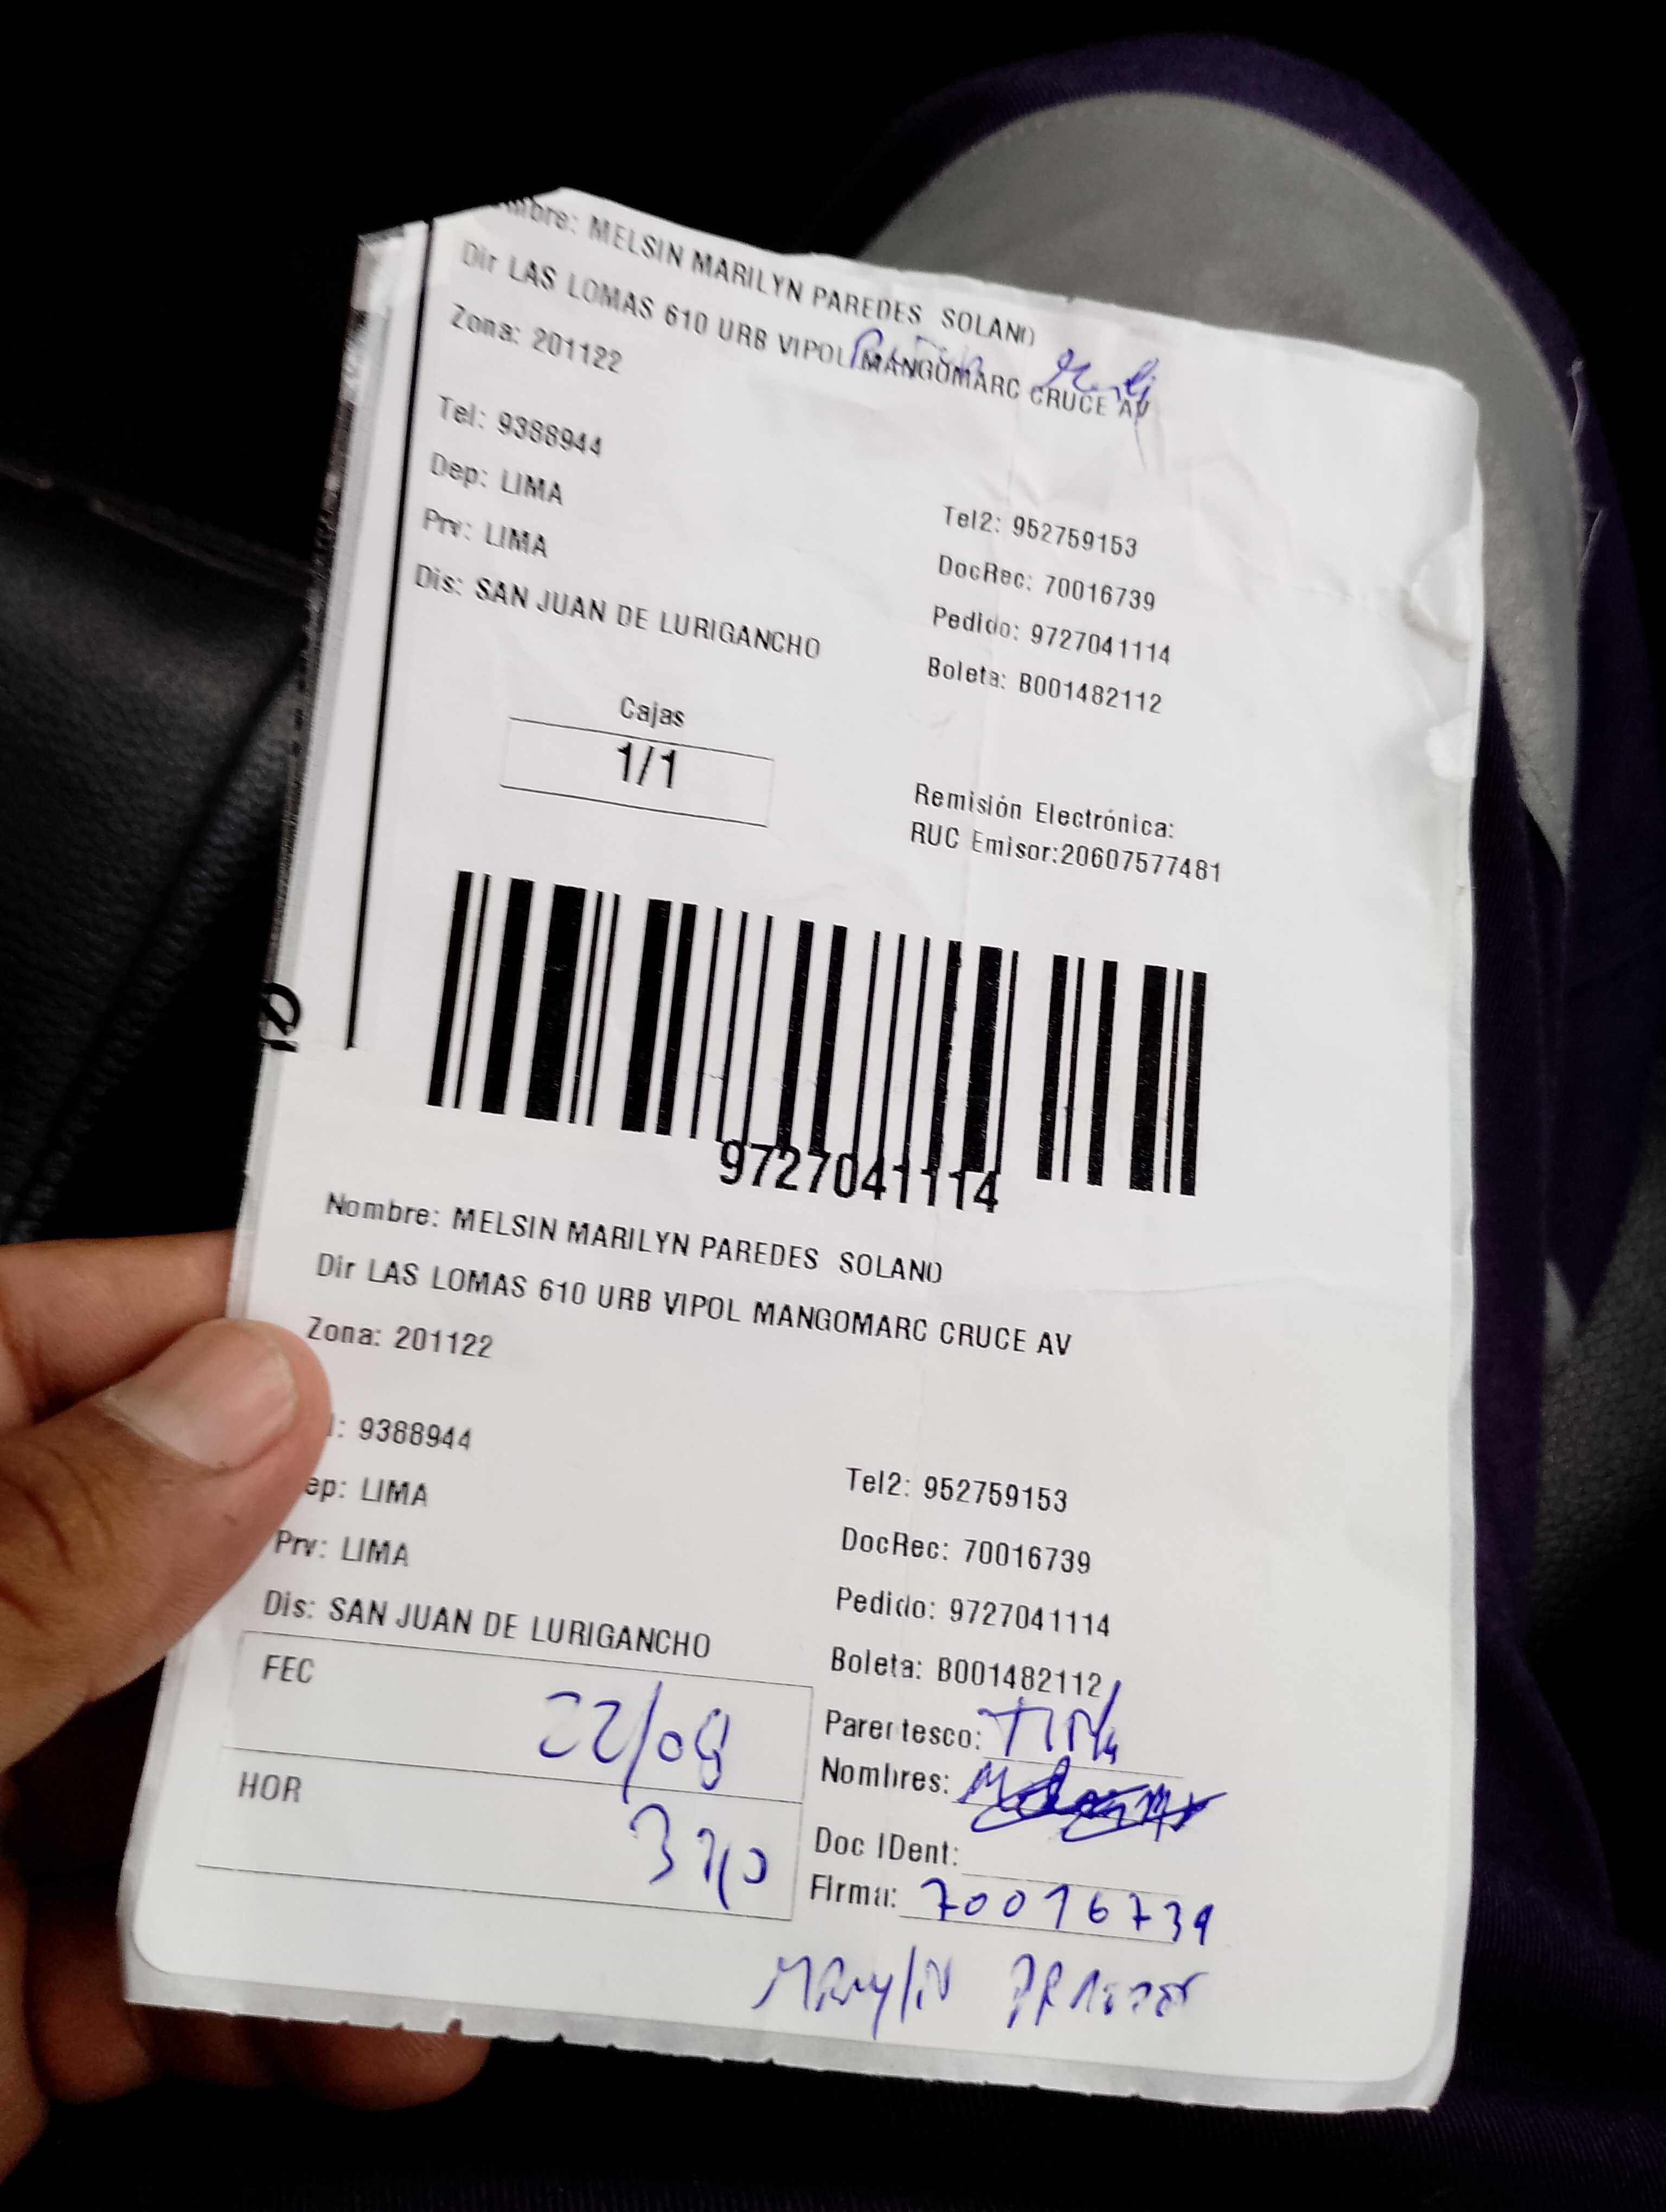 mbre: MELSIN MARILYN PAREDES SOLANO
Dir LAS LOMAS 610 URB VIPOL MANGOMARC CRUCE AV
Zona: 201122
Tel: 9388944
Dep: LIMA
Prv: LIMA
Dis: SAN JUAN DE LURIGANCHO
Tel2: 952759153
DocRec: 70016739
Pedido: 9727041114
Boleta: B001482112
Cajas
1/1
Remisión Electrónica:
RUC Emisor:20607577481
9727041114
Nombre: MELSIN MARILYN PAREDES SOLANO
Dir LAS LOMAS 610 URB VIPOL MANGOMARC CRUCE AV
Zona: 201122
l: 9388944
ep: LIMA
Prv: LIMA
Dis: SAN JUAN DE LURIGANCHO
Tel2: 952759153
DocRec: 70016739
Pedido: 9727041114
Boleta: B001482112
FEC 22/08
HOR
Parentesco:
Nombres:
Doc IDent:
Firma: 70016739